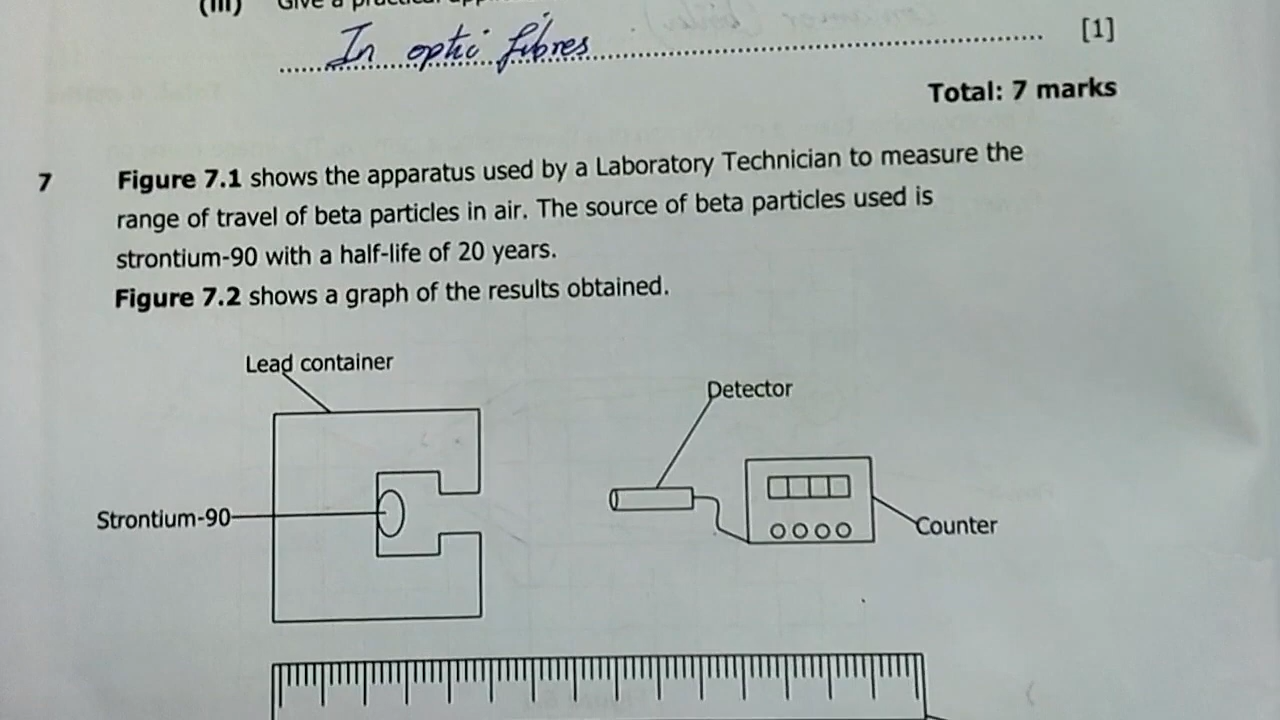 (iii)
In optic fibres [1]
Total: 7 marks
7 Figure 7.1 shows the apparatus used by a Laboratory Technician to measure the
range of travel of beta particles in air. The source of beta particles used is
strontium-90 with a half-life of 20 years.
Figure 7.2 shows a graph of the results obtained.
Lead container
Detector
Strontium-90
Counter